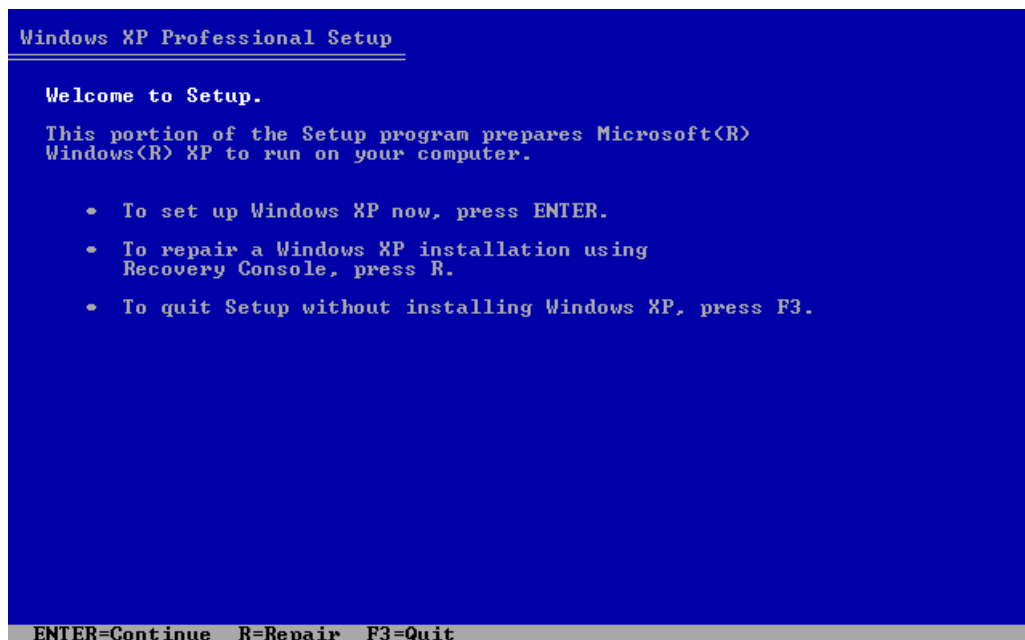 Windows XP Professional Setup
Welcome to Setup.
This portion of the Setup program prepares Microsoft(R)
Windows(R) XP to run on your computer.
• To set up Windows XP now, press ENTER.
• To repair a Windows XP installation using
Recovery Console, press R.
• To quit Setup without installing Windows XP, press F3.
ENTER=Continue R=Repair F3=Quit